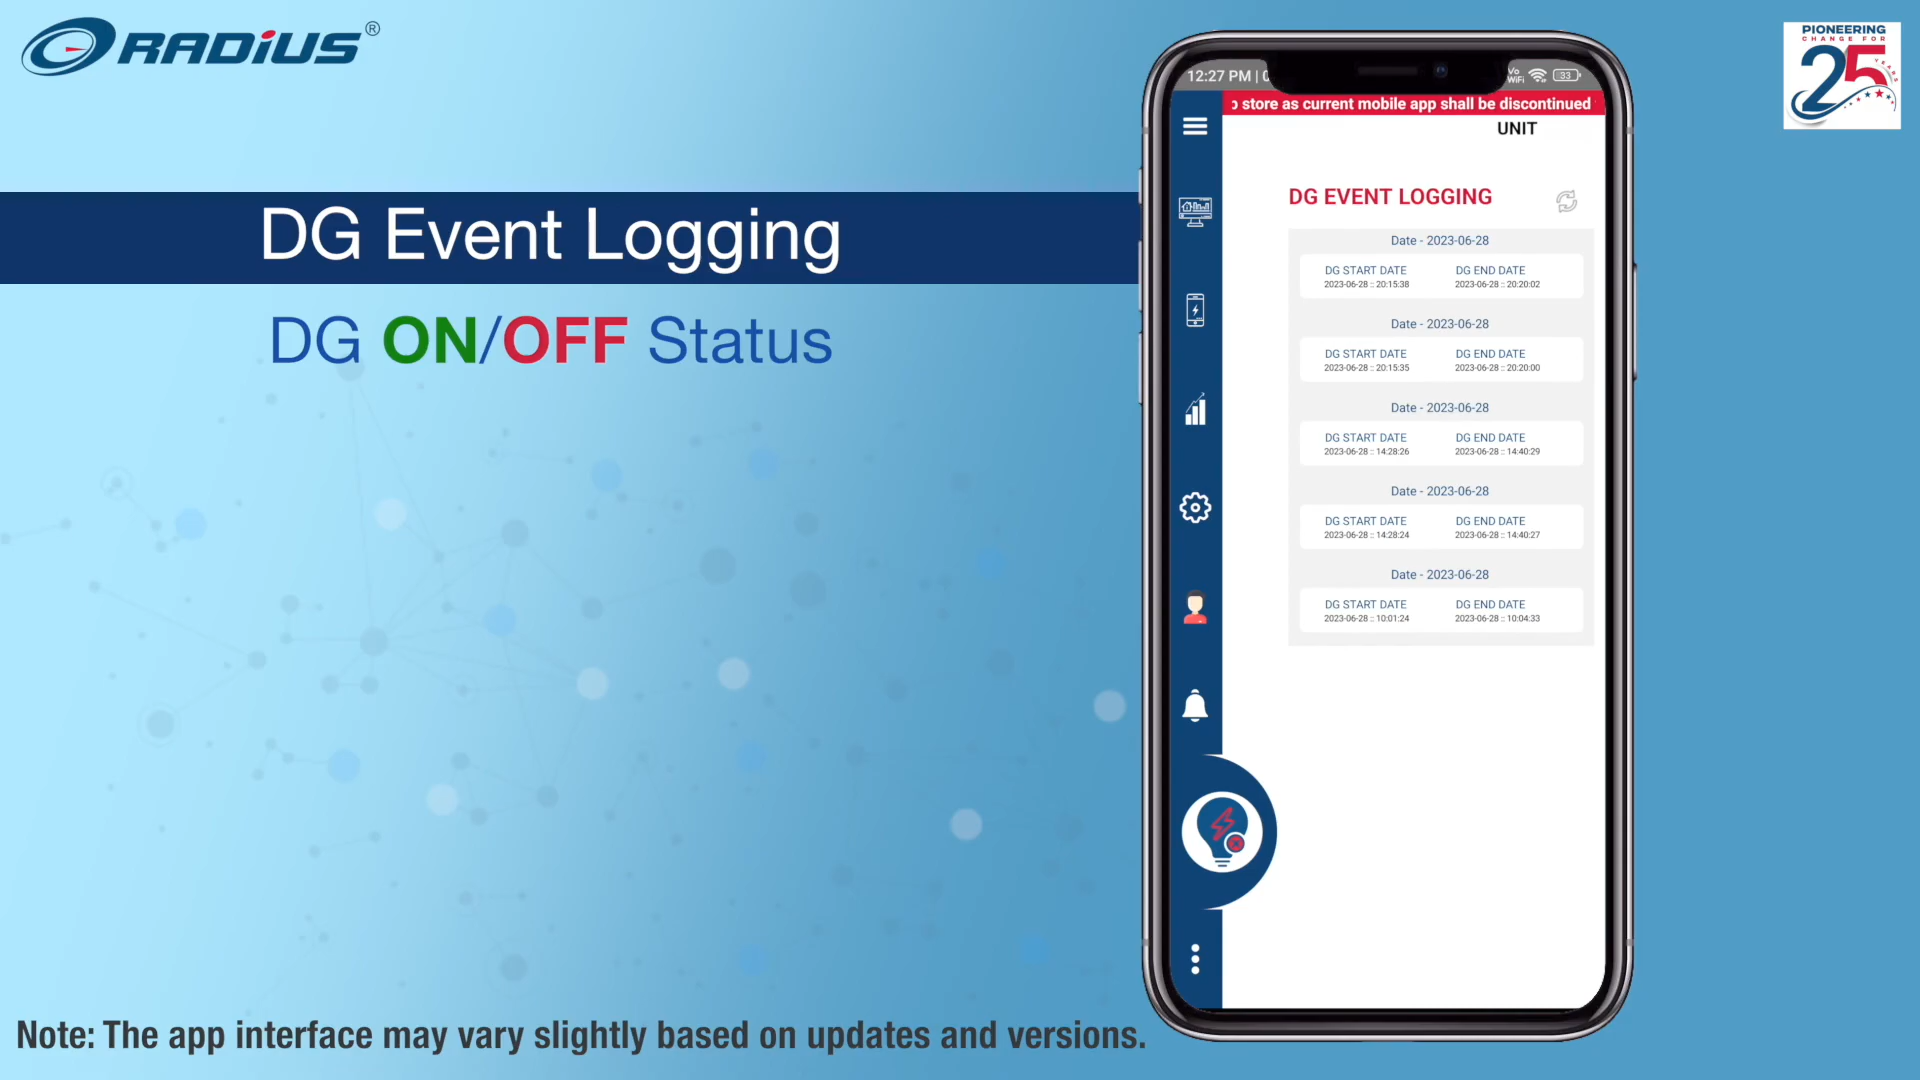 RADIUS®
PIONEERING
CHANGE FOR
25
YEARS
DG Event Logging
DG ON/OFF Status
12:27 PM |
Vo
WiFi
33
store as current mobile app shall be discontinued
UNIT
DG EVENT LOGGING
Date - 2023-06-28
DG START DATE DG END DATE
2023-06-28 :: 20:15:38 2023-06-28 :: 20:20:02
Date - 2023-06-28
DG START DATE DG END DATE
2023-06-28 :: 20:15:35 2023-06-28 :: 20:20:00
Date - 2023-06-28
DG START DATE DG END DATE
2023-06-28 :: 14:28:26 2023-06-28 :: 14:40:29
Date - 2023-06-28
DG START DATE DG END DATE
2023-06-28 :: 14:28:24 2023-06-28 :: 14:40:27
Date - 2023-06-28
DG START DATE DG END DATE
2023-06-28 :: 10:01:24 2023-06-28 :: 10:04:33
Note: The app interface may vary slightly based on updates and versions.